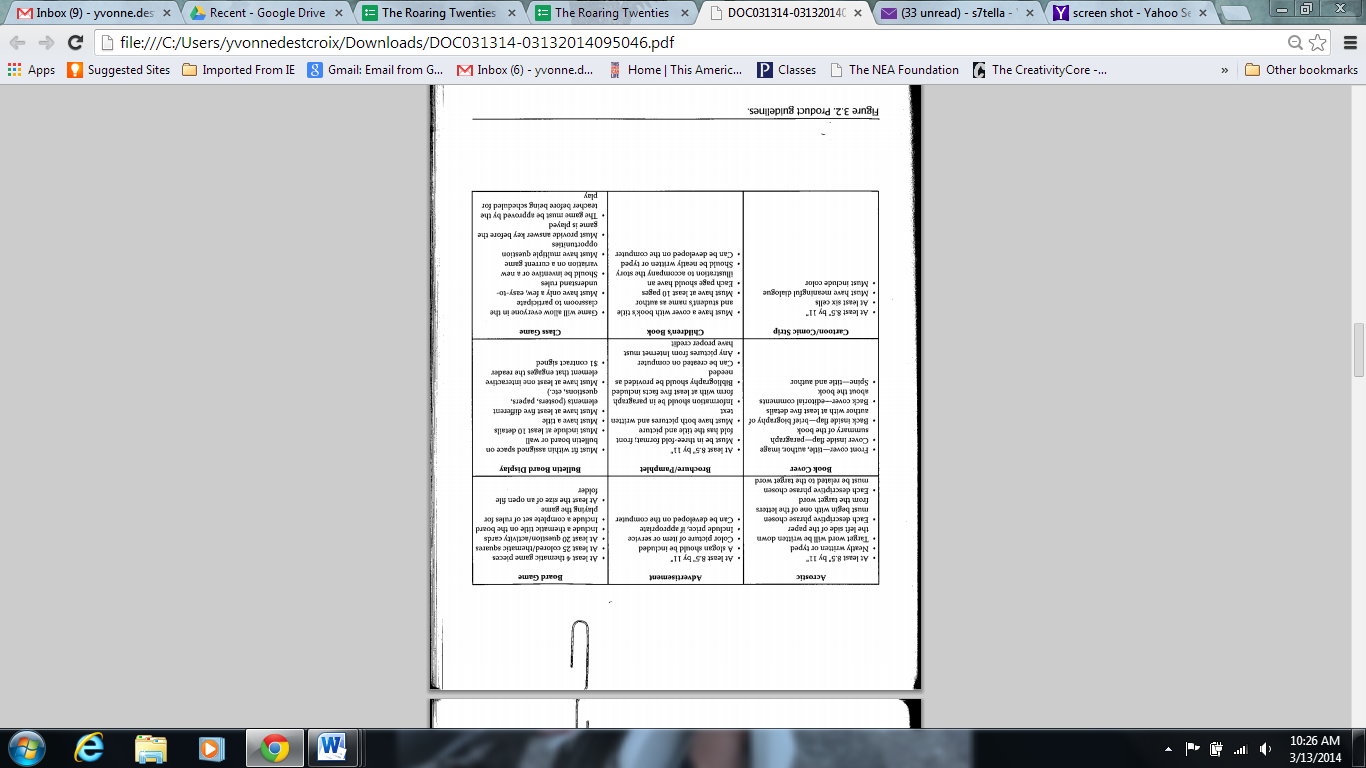 Inbox (9) - yvonne.des
Recent - Google Drive
The Roaring Twenties
The Roaring Twenties
DOC031314-031320140
(33 unread) - s7tella -
screen shot - Yahoo Se
file:///C:/Users/yvonnedestcroix/Downloads/DOC031314-03132014095046.pdf
Apps
Suggested Sites
Imported From IE
Gmail: Email from G...
Inbox (6) - yvonne.d...
Home | This Americ...
Classes
The NEA Foundation
The CreativityCore -...
»
Other bookmarks
Acrostic
• At least 8.5" by 11"
• Neatly written or typed
• Target word will be written down
the left side of the paper
• Each descriptive phrase chosen
must begin with one of the letters
from the target word
• Each descriptive phrase chosen
must be related to the target word
Advertisement
• At least 8.5" by 11"
• A slogan should be included
• Color picture of item or service
• Include price, if appropriate
• Can be developed on the computer
Board Game
• At least 4 thematic game pieces
• At least 25 colored/thematic squares
• At least 20 question/activity cards
• Include a thematic title on the board
• Include a complete set of rules for
playing the game
• At least the size of an open file
folder
Book Cover
• Front cover—title, author, image
• Cover inside flap—paragraph
summary of the book
• Back inside flap—brief biography of
author with at least five details
• Back cover—editorial comments
about the book
• Spine—title and author
Brochure/Pamphlet
• At least 8.5" by 11"
• Must be in three-fold format; front
fold has the title and picture
• Must have both pictures and written
text
• Information should be in paragraph
form with at least five facts included
• Bibliography should be provided as
needed
• Can be created on computer
• Any pictures from Internet must
have proper credit
Bulletin Board Display
• Must fit within assigned space on
bulletin board or wall
• Must include at least 10 details
• Must have a title
• Must have at least five different
elements (posters, papers,
questions, etc.)
• Must have at least one interactive
element that engages the reader
• $1 contract signed
Cartoon/Comic Strip
• At least 8.5" by 11"
• At least six cells
• Must have meaningful dialogue
• Must include color
Children's Book
• Must have a cover with book's title
and student's name as author
• Must have at least 10 pages
• Each page should have an
illustration to accompany the story
• Should be neatly written or typed
• Can be developed on the computer
Class Game
• Game will allow everyone in the
classroom to participate
• Must have only a few, easy-to-
understand rules
• Should be inventive or a new
variation on a current game
• Must have multiple question
opportunities
• Must provide answer key before the
game is played
• The game must be approved by the
teacher before being scheduled for
play
Figure 3.2. Product guidelines.
10:26 AM
3/13/2014